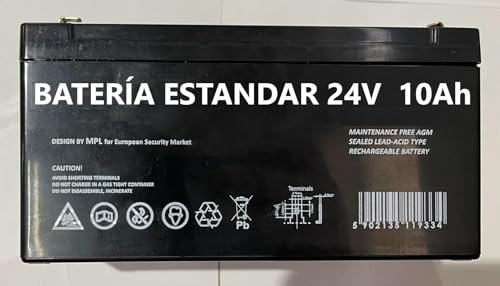 BATERÍA ESTANDAR 24V 10Ah
DESIGN BY MPL for European Security Market
MAINTENANCE FREE AGM
SEALED LEAD-ACID TYPE
RECHARGEABLE BATTERY
CAUTION!
AVOID SHORTING TERMINALS
DO NOT CHARGE IN A GAS TIGHT CONTAINER
DO NOT DISASSEMBLE, INCINERATE
Pb
Terminals
5 902135 119334